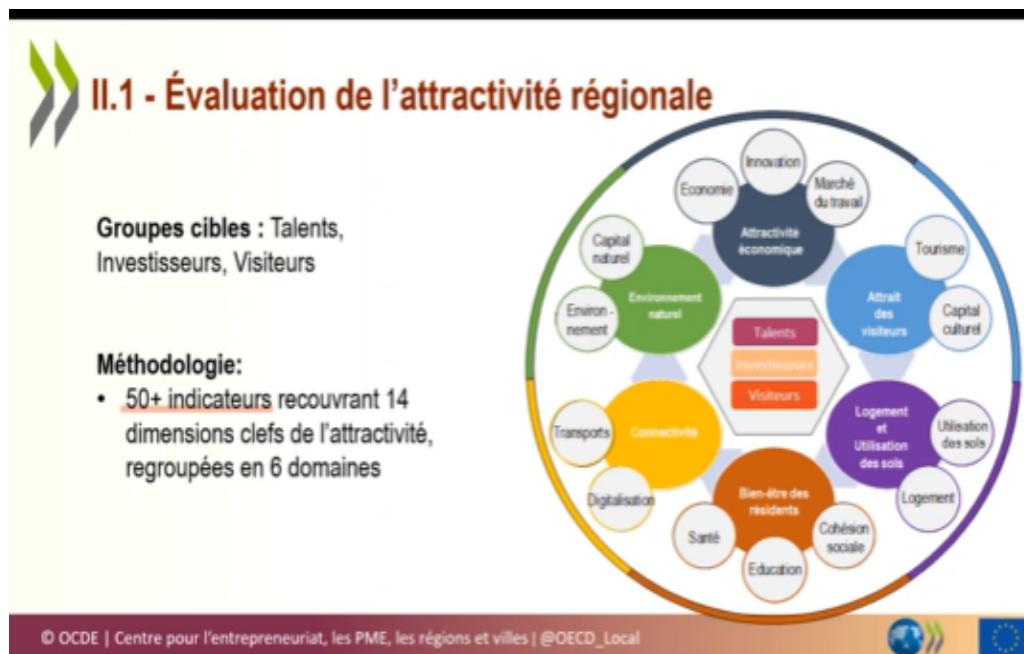 II.1 - Évaluation de l'attractivité régionale
Groupes cibles : Talents,
Investisseurs, Visiteurs
Méthodologie:
• 50+ indicateurs recouvrant 14
dimensions clefs de l'attractivité,
regroupées en 6 domaines
Innovation
Economie
Marché
du travail
Attractivité
économique
Capital
naturel
Environ-
nement
Environnement
naturel
Tourisme
Capital
culturel
Attrait
des
visiteurs
Talents
Investisseurs
Visiteurs
Transports
Digitalisation
Connectivité
Logement
et
Utilisation
des sols
Utilisation
des sols
Logement
Bien-être des
résidents
Santé
Education
Cohésion
sociale
© OCDE | Centre pour l'entrepreneuriat, les PME, les régions et villes | @OECD_Local